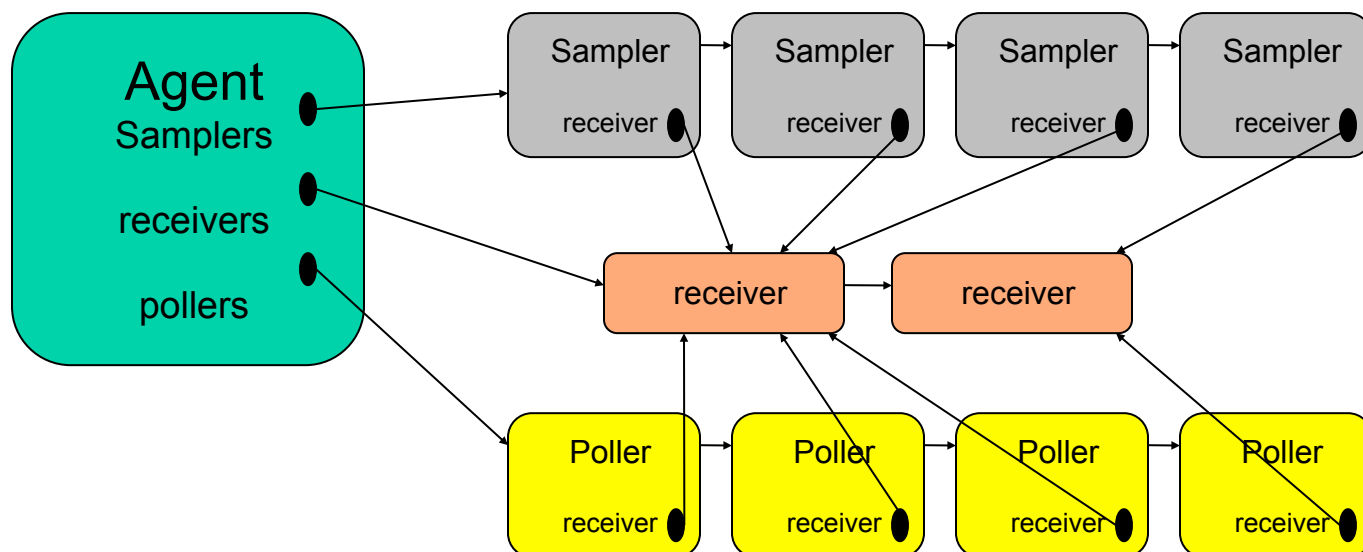 Agent
Samplers
receivers
pollers
Sampler
receiver
Sampler
receiver
Sampler
receiver
Sampler
receiver
receiver
receiver
Poller
receiver
Poller
receiver
Poller
receiver
Poller
receiver